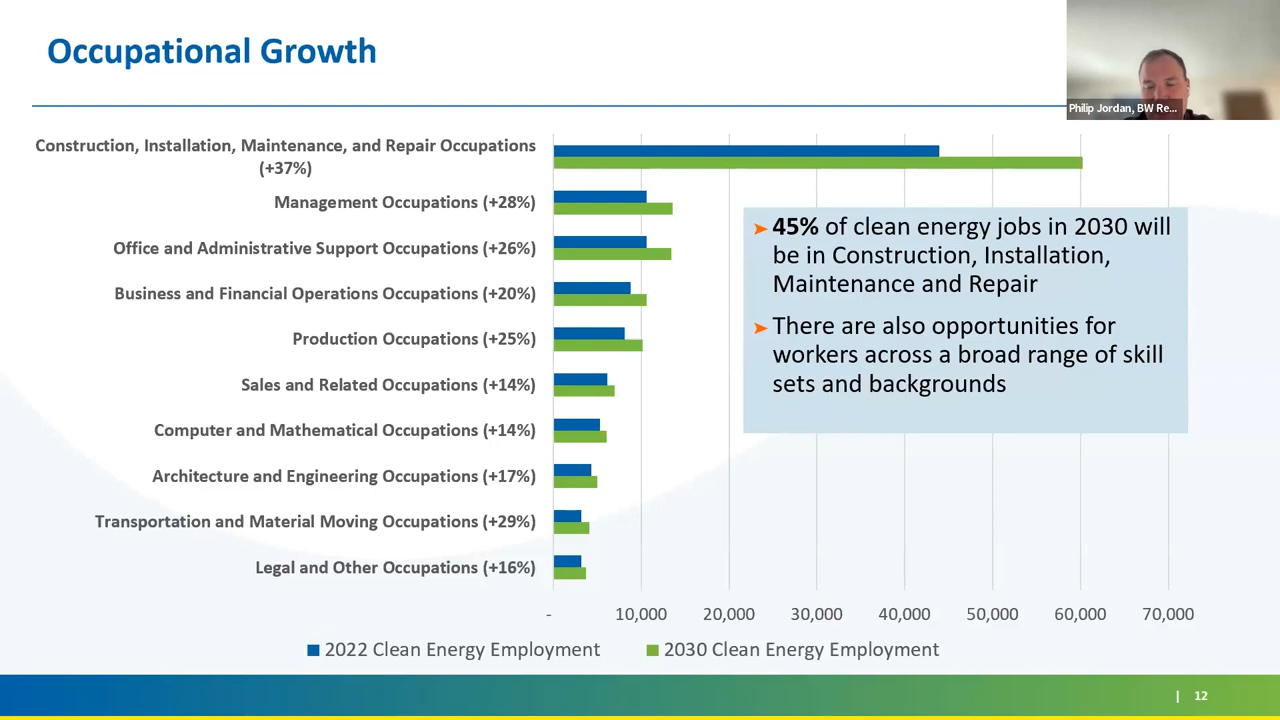 Occupational Growth
Philip Jordan, BW Re...
Construction, Installation, Maintenance, and Repair Occupations
(+37%)
Management Occupations (+28%)
Office and Administrative Support Occupations (+26%)
Business and Financial Operations Occupations (+20%)
Production Occupations (+25%)
Sales and Related Occupations (+14%)
Computer and Mathematical Occupations (+14%)
Architecture and Engineering Occupations (+17%)
Transportation and Material Moving Occupations (+29%)
Legal and Other Occupations (+16%)
➤ 45% of clean energy jobs in 2030 will
be in Construction, Installation,
Maintenance and Repair
➤ There are also opportunities for
workers across a broad range of skill
sets and backgrounds
- 10,000 20,000 30,000 40,000 50,000 60,000 70,000
2022 Clean Energy Employment 2030 Clean Energy Employment
| 12